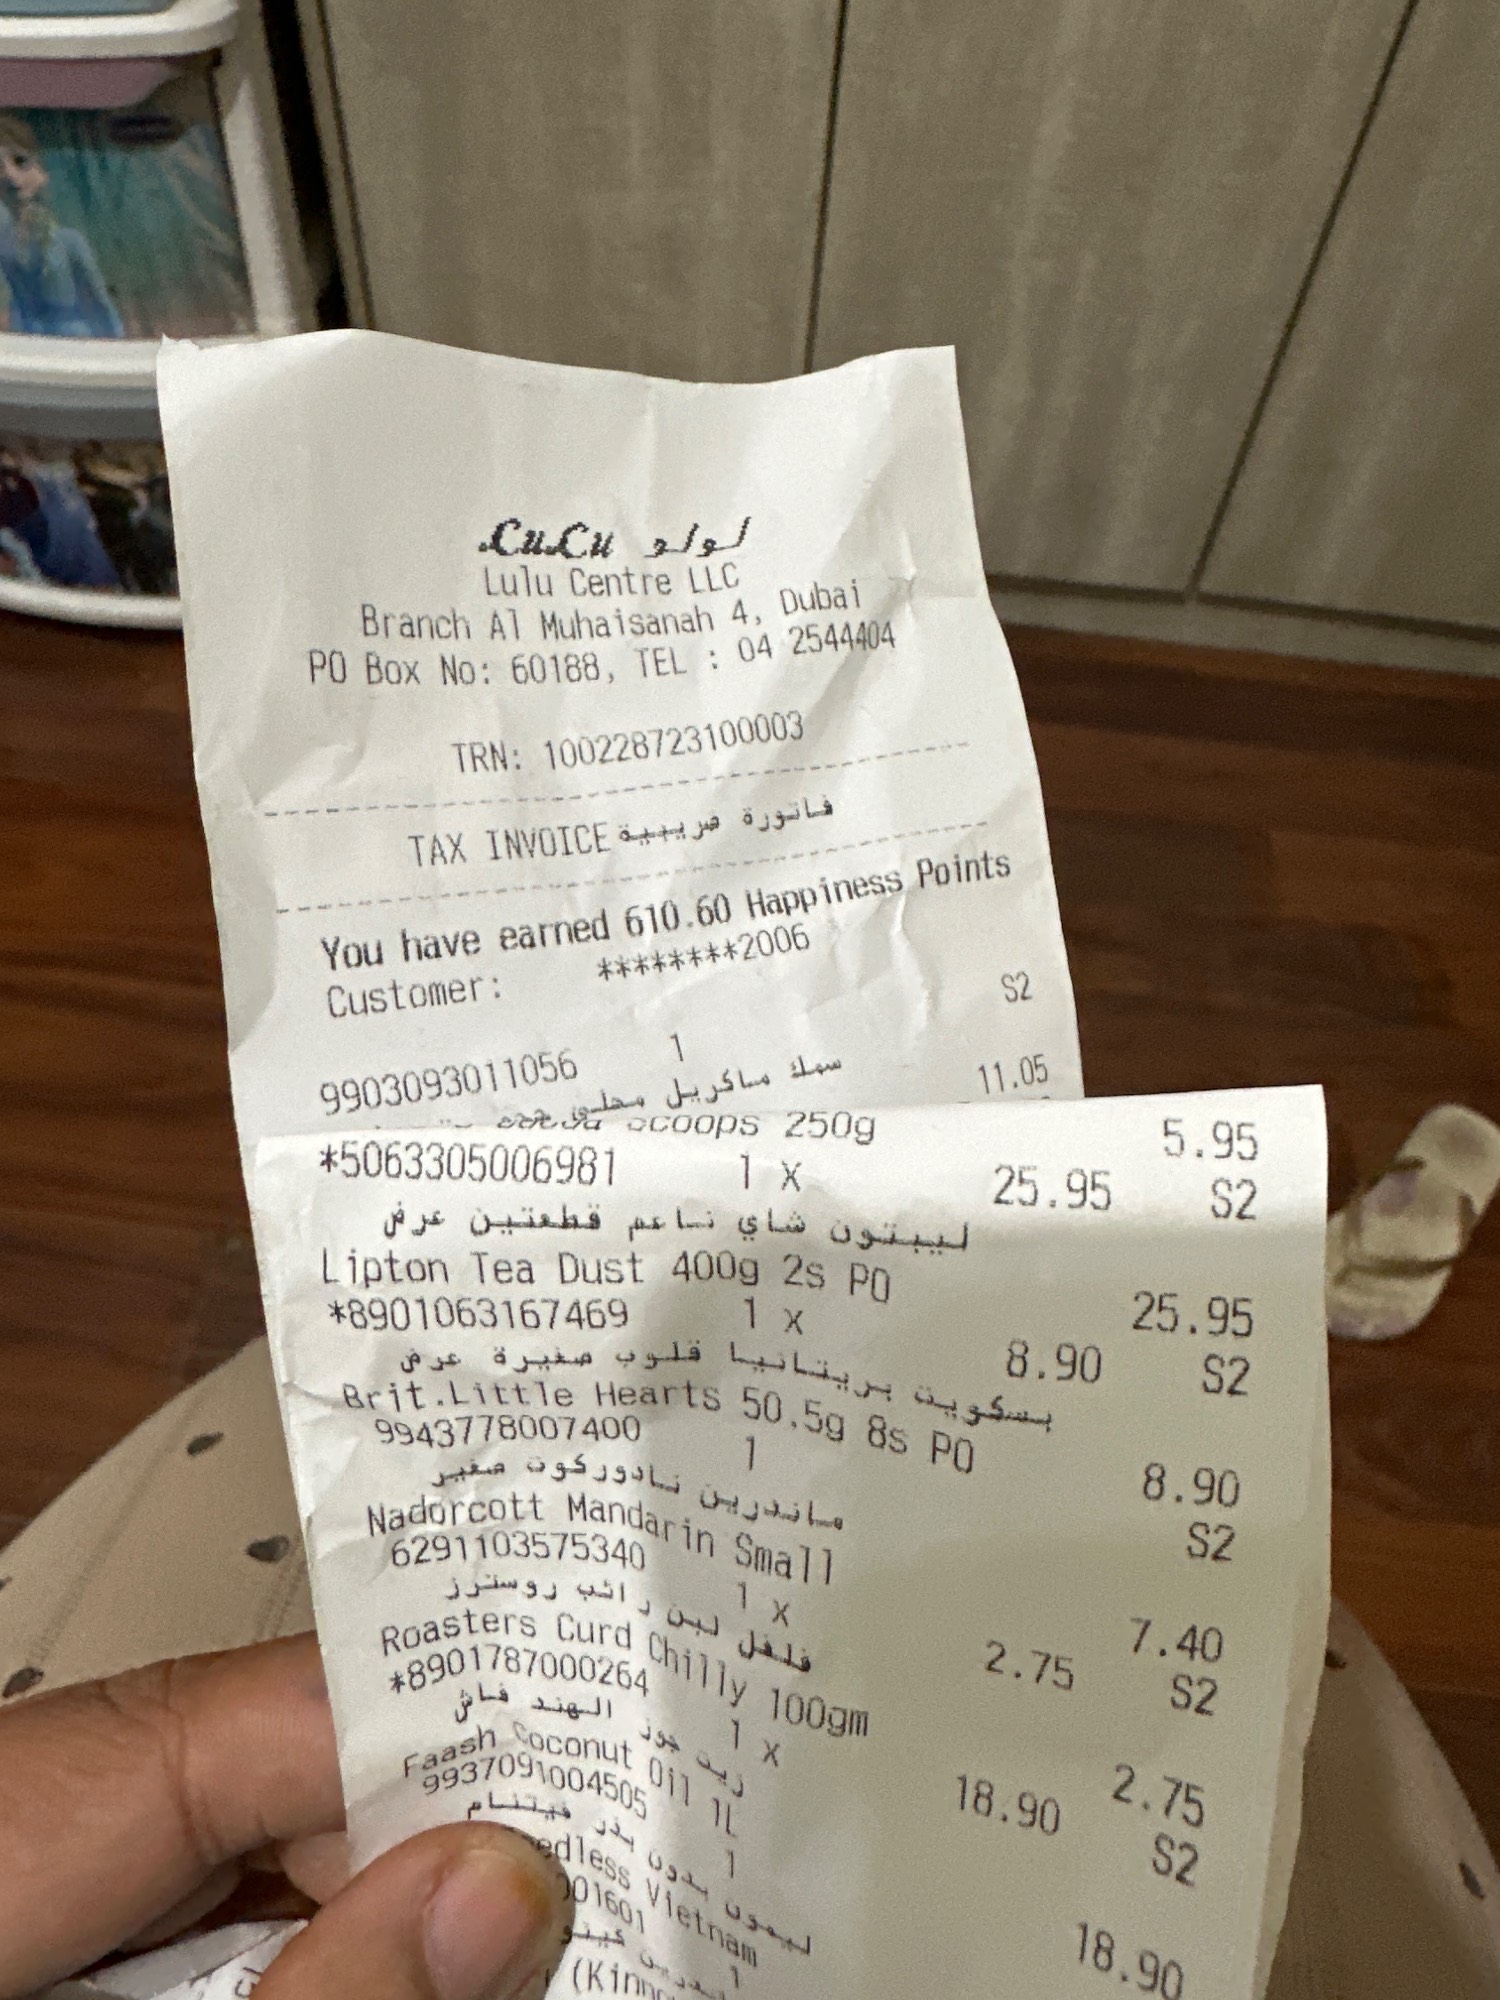 LuLu لولو
Lulu Centre LLC
Branch Al Muhaisanah 4, Dubai
PO Box No: 60188, TEL : 04 2544404
TRN: 100228723100003
TAX INVOICE فاتورة ضريبية
You have earned 610.60 Happiness Points
Customer: ********2006
S2
9903093011056 1
سمك ماكريل محلي 11.05
Scoops 250g
5.95
*5063305006981 1 X 25.95 S2
ليبتون شاي ناعم قطعتين عرض
Lipton Tea Dust 400g 2s PO
25.95
*8901063167469 1 X 8.90 S2
بسكويت بريتانيا قلوب صغيرة عرض
Brit.Little Hearts 50.5g 8s PO
8.90
9943778007400 1 S2
ماندرين نادوركوت صغير
Nadorcott Mandarin Small
7.40
6291103575340 1 X 2.75 S2
فلفل لبن رائب روسترز
Roasters Curd Chilly 100gm
2.75
*8901787000264 1 X 18.90 S2
زيت جوز الهند فاش
Faash Coconut Oil 1L
18.90
9937091004505 1
ليمون بدون بذر فيتنام
Vietnam
1